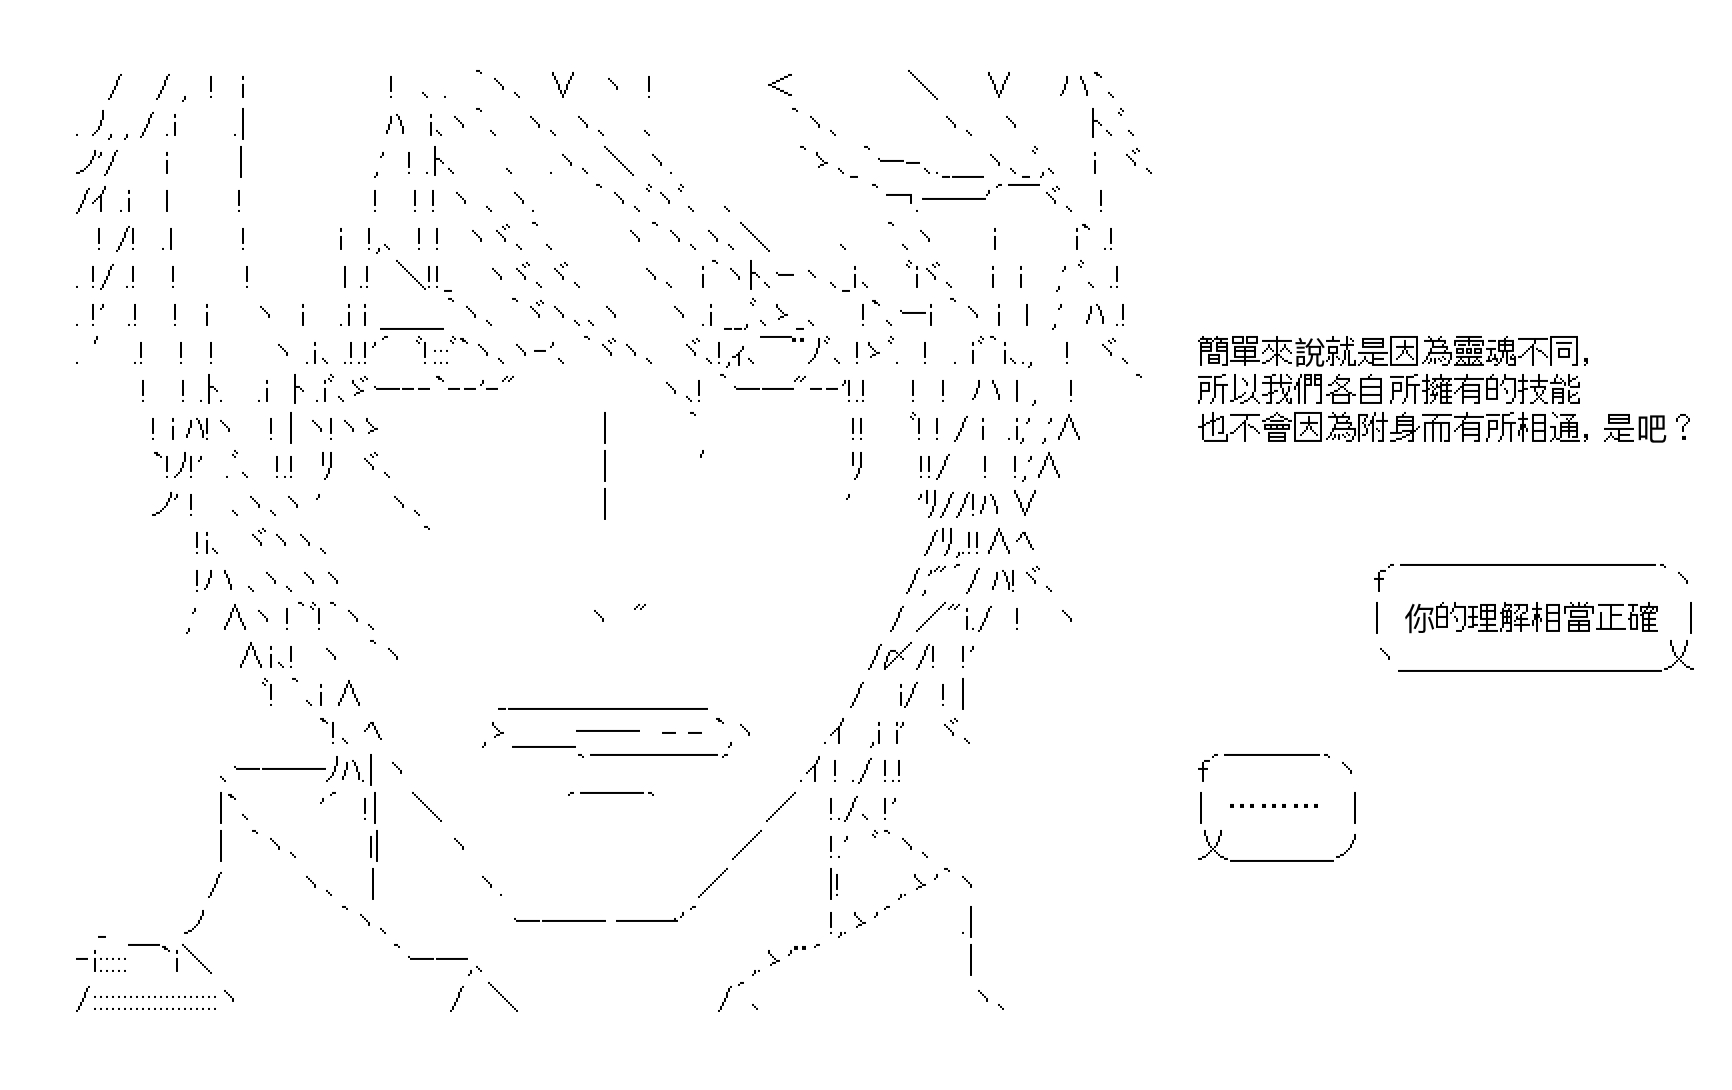 簡單來說就是因為靈魂不同，
所以我們各自所擁有的技能
也不會因為附身而有所相通，是吧？
你的理解相當正確
………